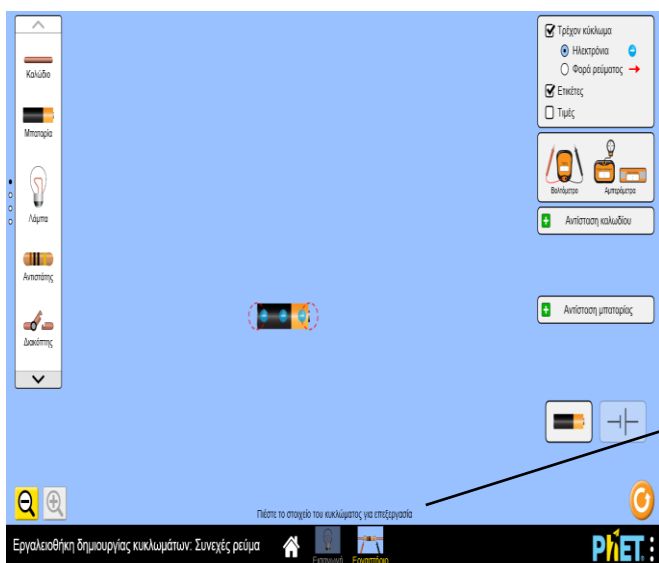 Καλώδιο
Μπαταρία
Λάμπα
Αντιστάτης
Διακόπτης
Τρέχον κύκλωμα
Ηλεκτρόνια
Φορά ρεύματος
Ετικέτες
Τιμές
Βολτόμετρο
Αμπερόμετρα
Αντίσταση καλωδίου
Αντίσταση μπαταρίας
Πιέστε το στοιχείο του κυκλώματος για επεξεργασία
Εργαλειοθήκη δημιουργίας κυκλωμάτων: Συνεχές ρεύμα
Εισαγωγή
Εργαστήριο
PhET